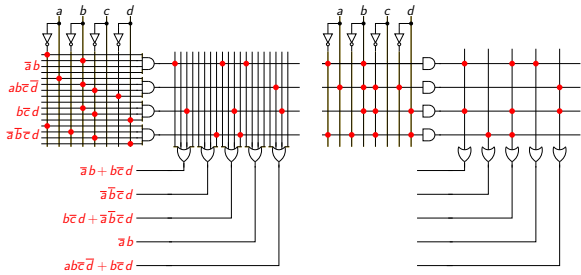 a b c d a b c d
a̅b
abc̅d̅
bc̅d
a̅b̅c̅d
a̅b + bc̅d
a̅b̅c̅d
bc̅d + a̅b̅c̅d
a̅b
abc̅d̅ + bc̅d